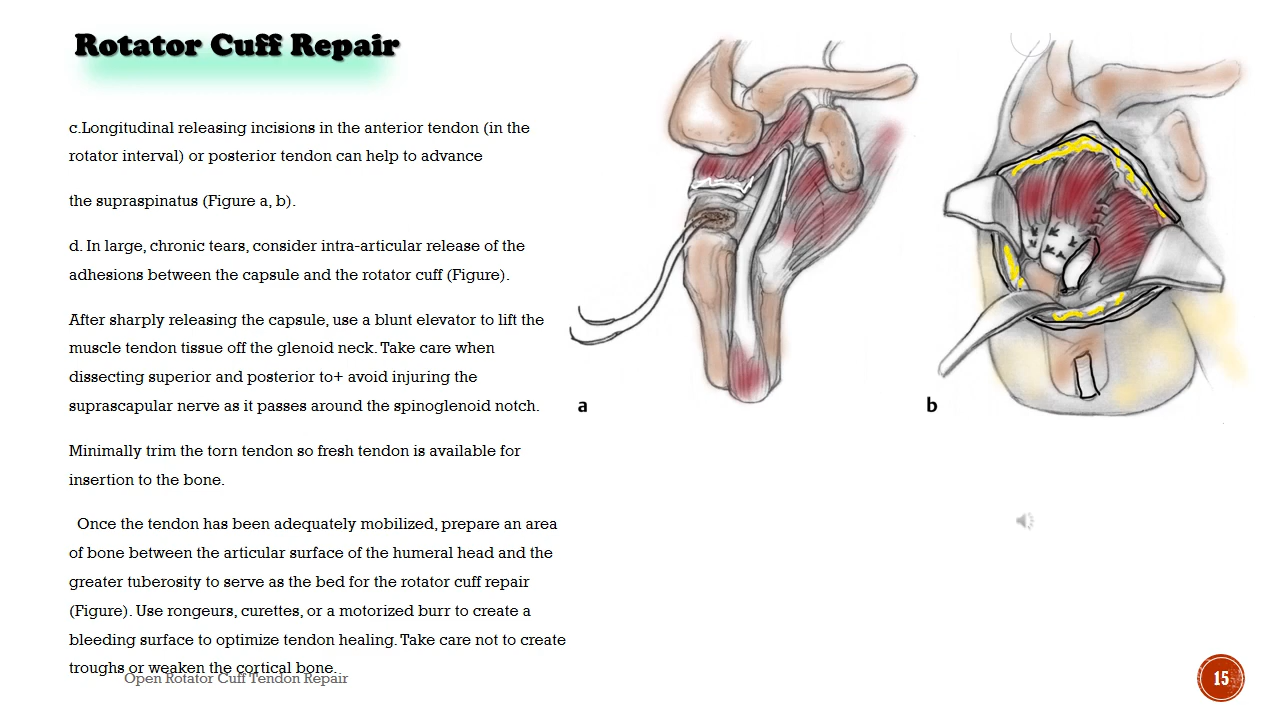 Rotator Cuff Repair
c.Longitudinal releasing incisions in the anterior tendon (in the
rotator interval) or posterior tendon can help to advance
the supraspinatus (Figure a, b).
d. In large, chronic tears, consider intra-articular release of the
adhesions between the capsule and the rotator cuff (Figure).
After sharply releasing the capsule, use a blunt elevator to lift the
muscle tendon tissue off the glenoid neck. Take care when
dissecting superior and posterior to+ avoid injuring the
suprascapular nerve as it passes around the spinoglenoid notch.
Minimally trim the torn tendon so fresh tendon is available for
insertion to the bone.
Once the tendon has been adequately mobilized, prepare an area
of bone between the articular surface of the humeral head and the
greater tuberosity to serve as the bed for the rotator cuff repair
(Figure). Use rongeurs, curettes, or a motorized burr to create a
bleeding surface to optimize tendon healing. Take care not to create
troughs or weaken the cortical bone.
a
b
Open Rotator Cuff Tendon Repair
15